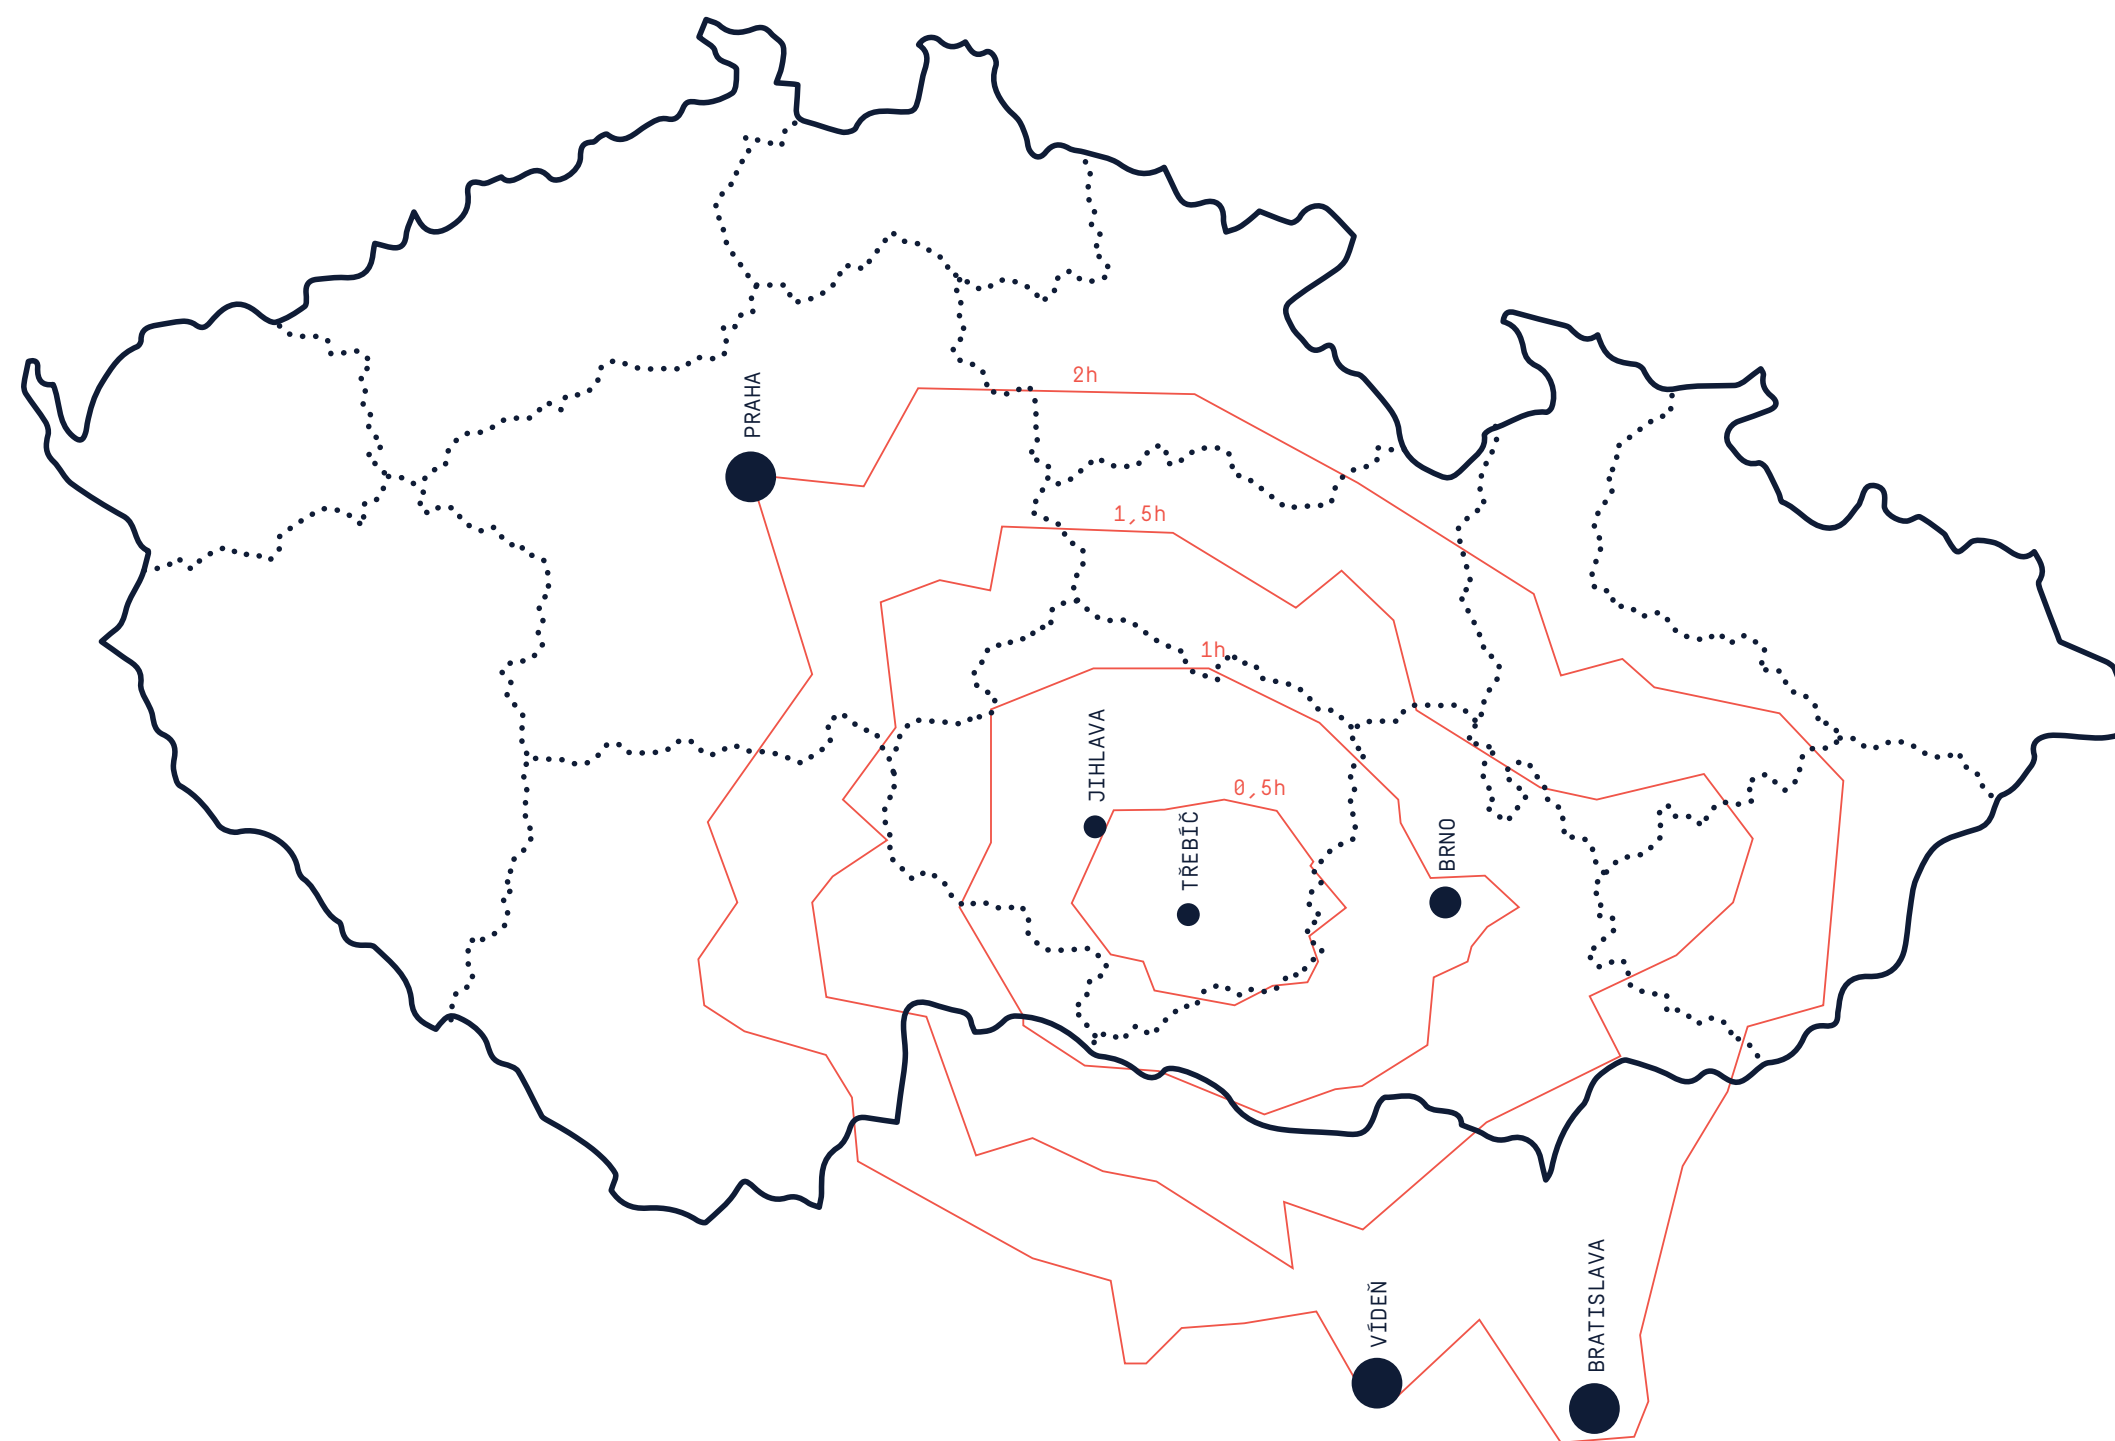 2h
PRAHA
1,5h
1h
JIHLAVA
0,5h
TŘEBÍČ
BRNO
VÍDEŇ
BRATISLAVA